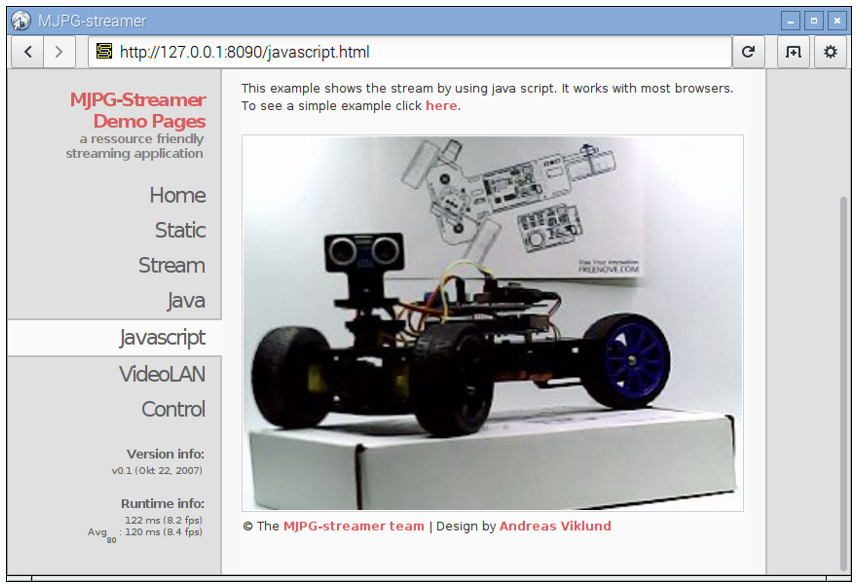 MJPG-streamer
http://127.0.0.1:8090/javascript.html
MJPG-Streamer
Demo Pages
a ressource friendly
streaming application
Home
Static
Stream
Java
Javascript
VideoLAN
Control
Version info:
v0.1 (Okt 22, 2007)
Runtime info:
122 ms (8.2 fps)
Avg80 : 120 ms (8.4 fps)
This example shows the stream by using java script. It works with most browsers.
To see a simple example click here.
Free Your Innovation
FREENOVE.COM
© The MJPG-streamer team | Design by Andreas Viklund